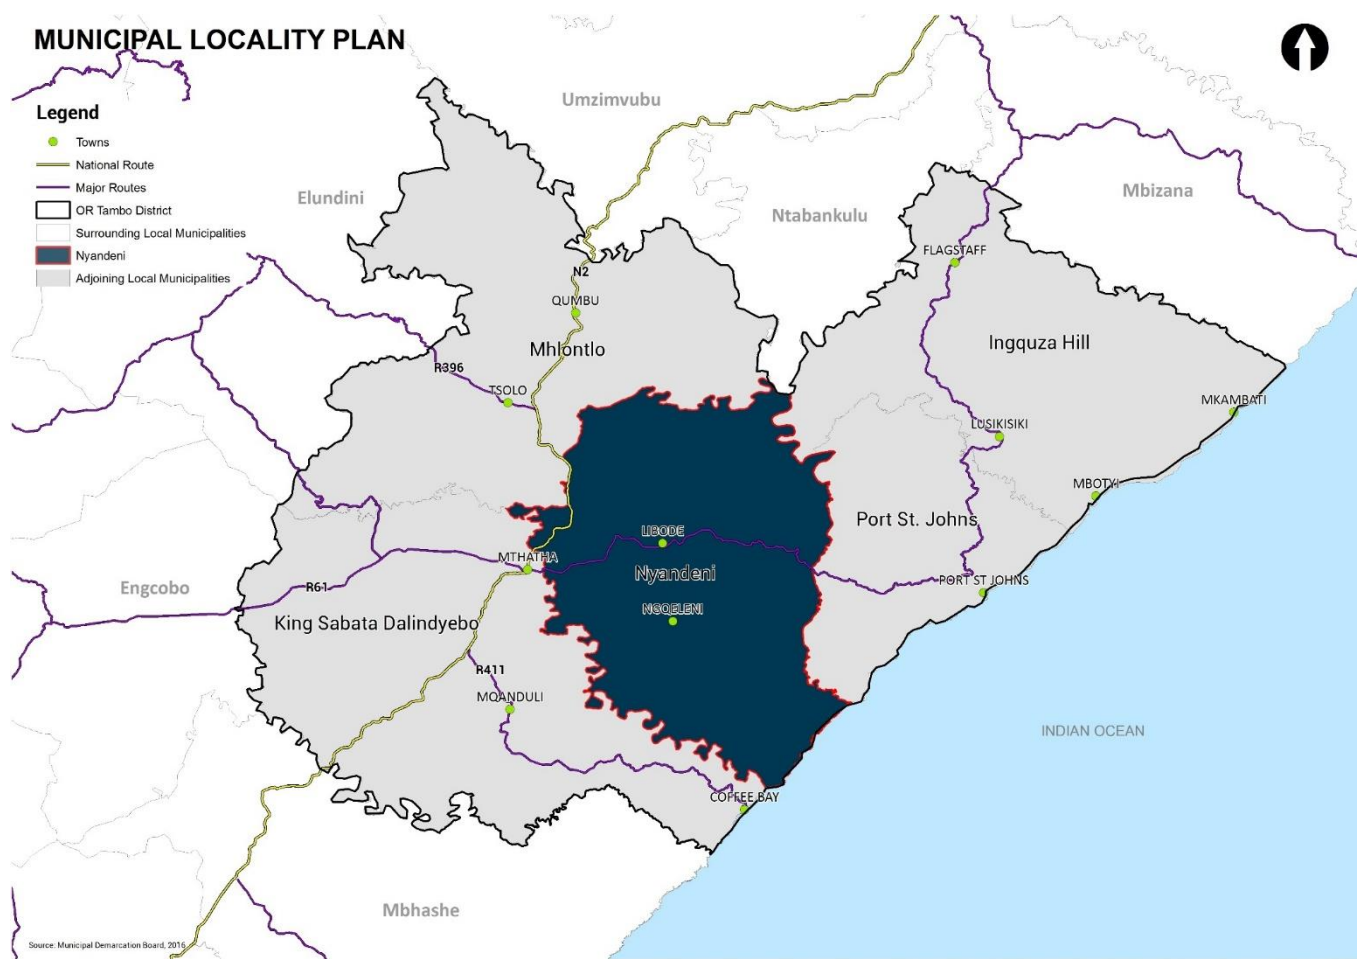 MUNICIPAL LOCALITY PLAN
Legend
Towns
National Route
Major Routes
OR Tambo District
Surrounding Local Municipalities
Nyandeni
Adjoining Local Municipalities
Umzimvubu
Elundini
Ntabankulu
Mbizana
FLAGSTAFF
N2
QUMBU
Mhlontlo
Ingquza Hill
R396
TSOLO
MKAMBATI
LUSIKISIKI
MBOTYI
Port St. Johns
LIBODE
MTHATHA
Nyandeni
PORT ST JOHNS
Engcobo
R61
NGQELENI
King Sabata Dalindyebo
R411
MQANDULI
INDIAN OCEAN
COFFEE BAY
Mbhashe
Source: Municipal Demarcation Board, 2016